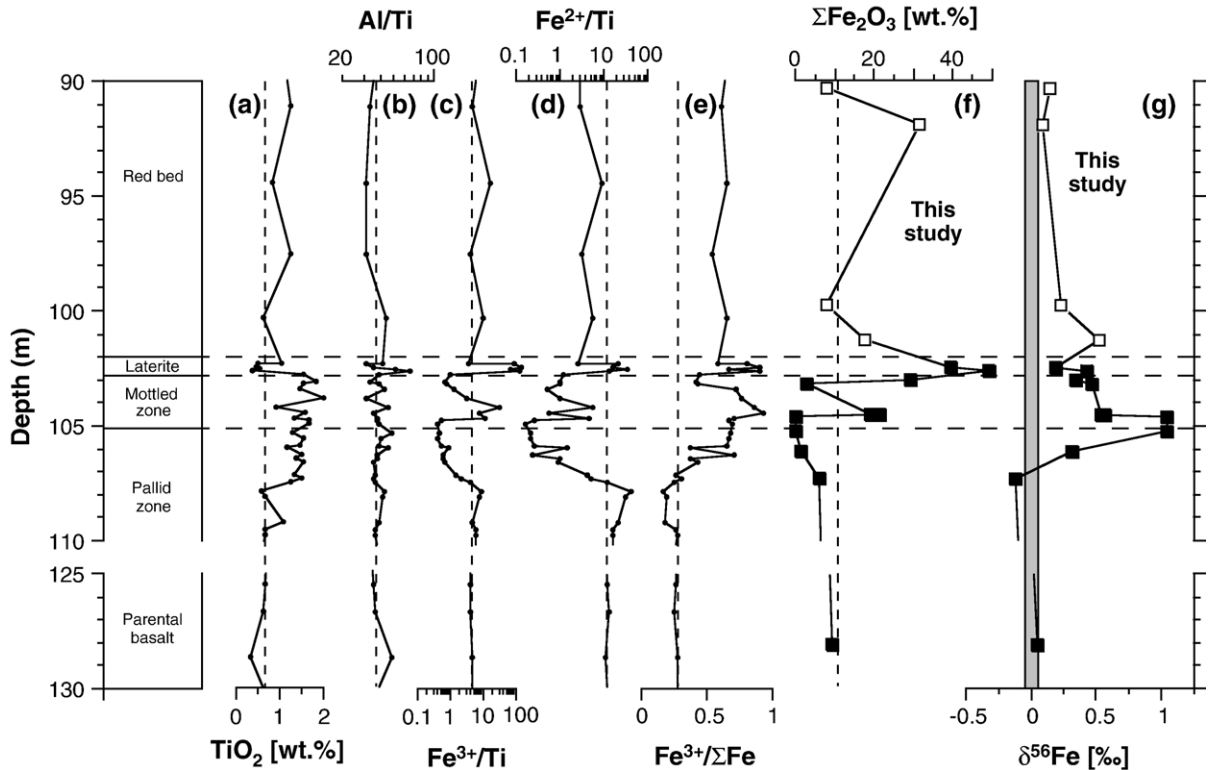 Al/Ti
Fe²⁺/Ti
ΣFe₂O₃ [wt.%]
20
100
0.1
1
10
100
0
20
40
(a)
(b)
(c)
(d)
(e)
(f)
(g)
Depth (m)
90
95
100
105
110
125
130
Red bed
Laterite
Mottled
zone
Pallid
zone
Parental
basalt
This
study
This
study
0
1
2
0.1
1
10
100
0
0.5
1
-0.5
0
0.5
1
TiO₂ [wt.%]
Fe³⁺/Ti
Fe³⁺/ΣFe
δ⁵⁶Fe [‰]